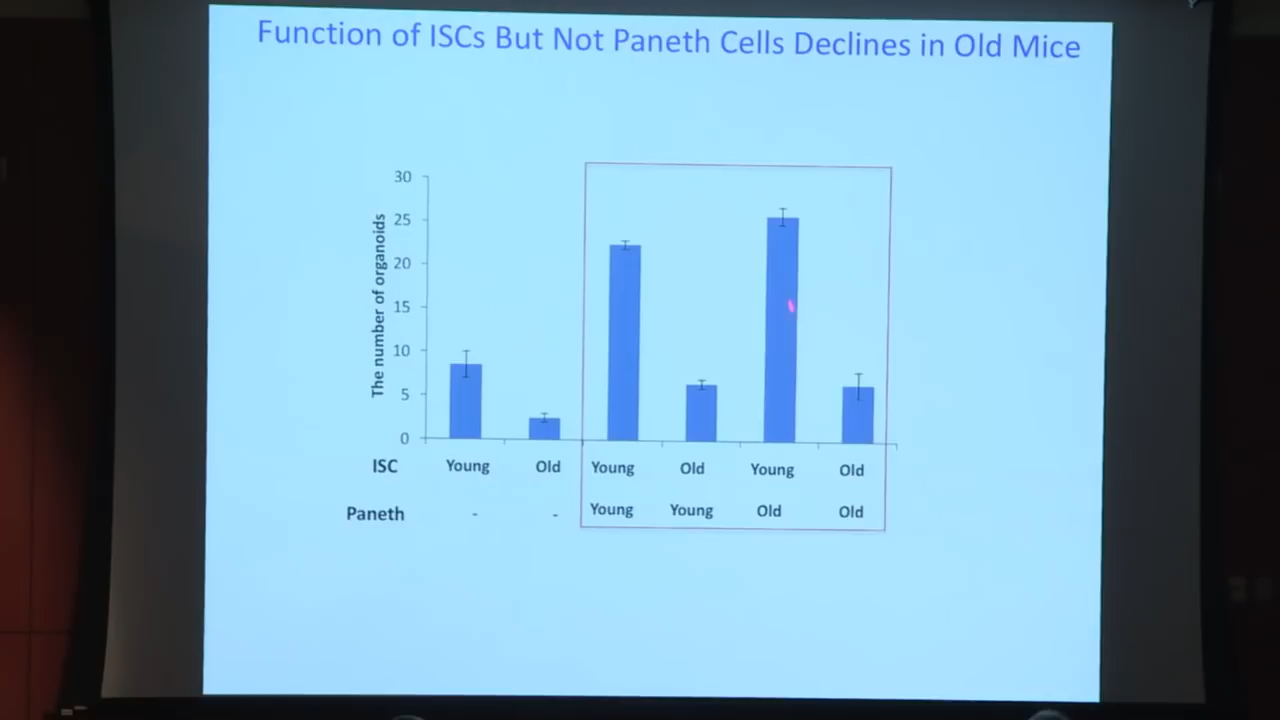 Function of ISCs But Not Paneth Cells Declines in Old Mice
The number of organoids
30
25
20
15
10
5
0
ISC Young Old Young Old Young Old
Paneth - - Young Young Old Old